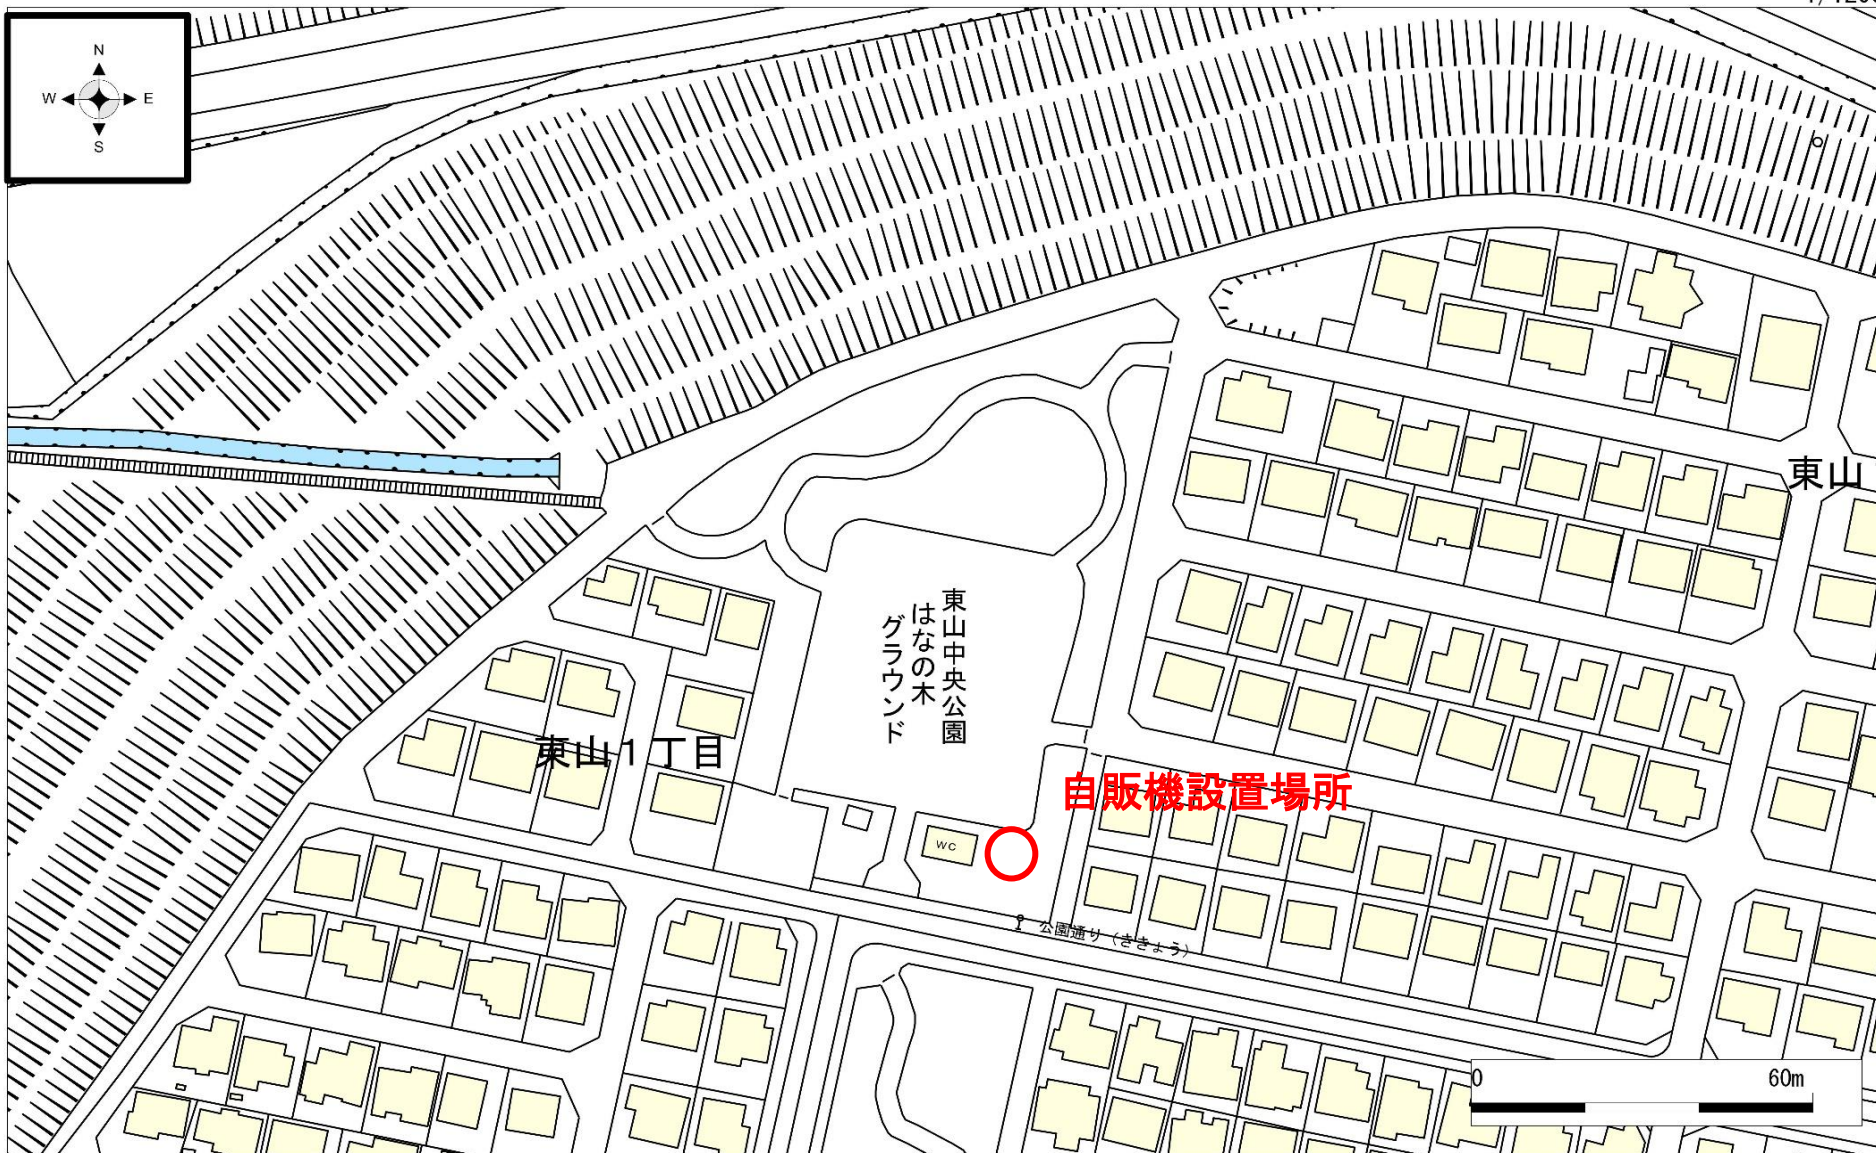 N
W E
S
東山
東山中央公園
はなの木
グラウンド
東山1丁目
自販機設置場所
WC
公園通り（ききょう）
0 60m